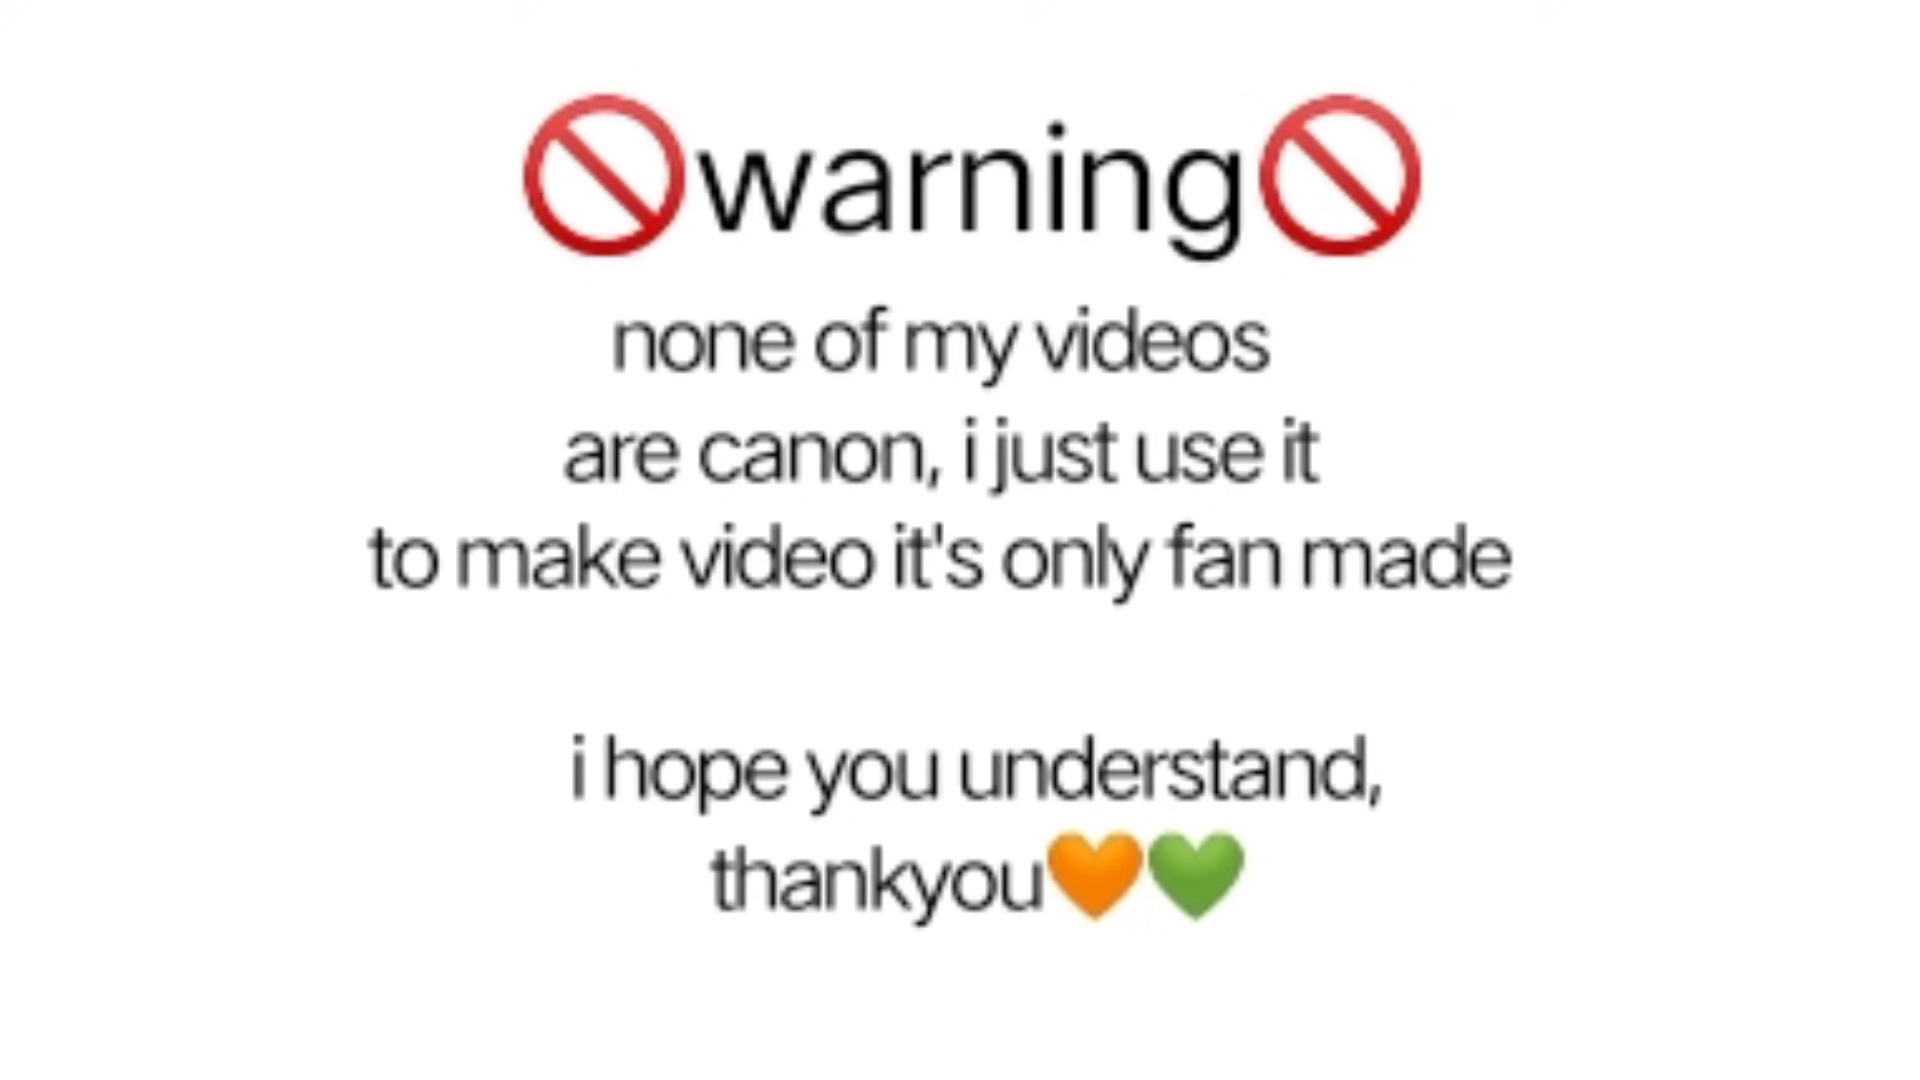 🚫warning🚫
none of my videos
are canon, i just use it
to make video it's only fan made
i hope you understand,
thankyou🧡💚